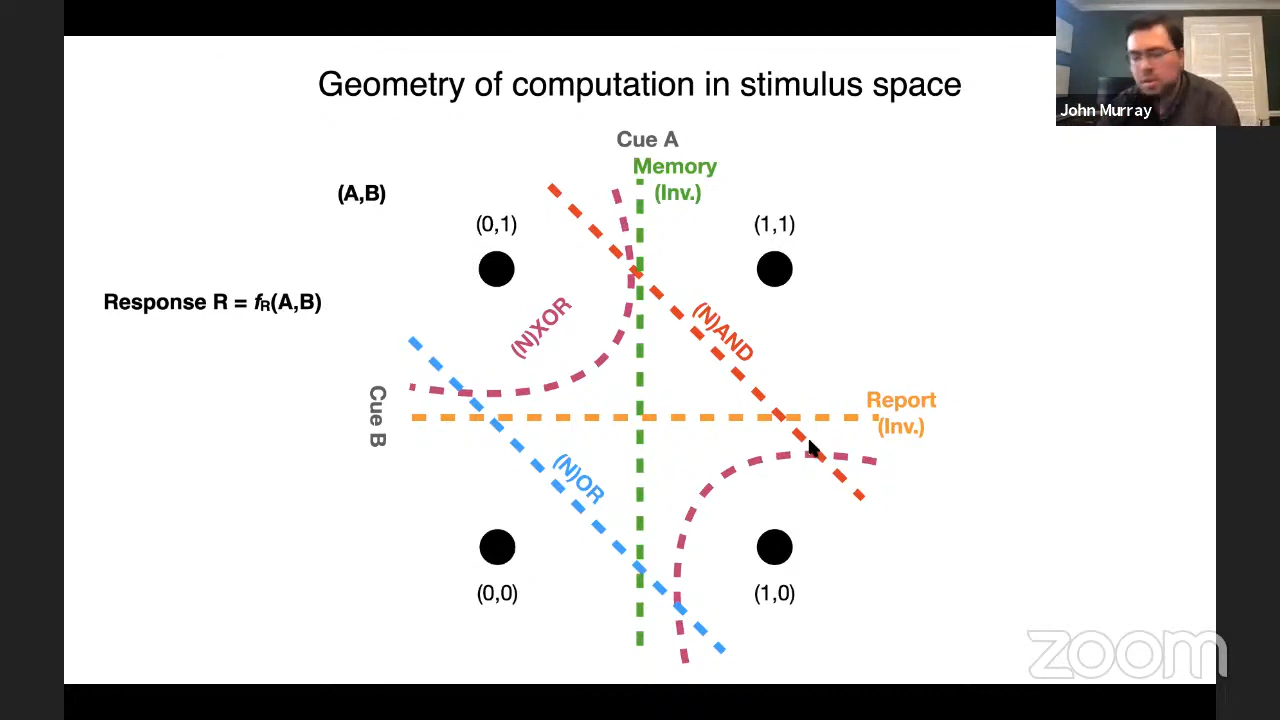 Geometry of computation in stimulus space
John Murray
Cue A
Memory
(Inv.)
(A,B)
(0,1)
(1,1)
Response R = fR(A,B)
(N)XOR
(N)AND
Cue B
Report
(Inv.)
(N)OR
(0,0)
(1,0)
zoom